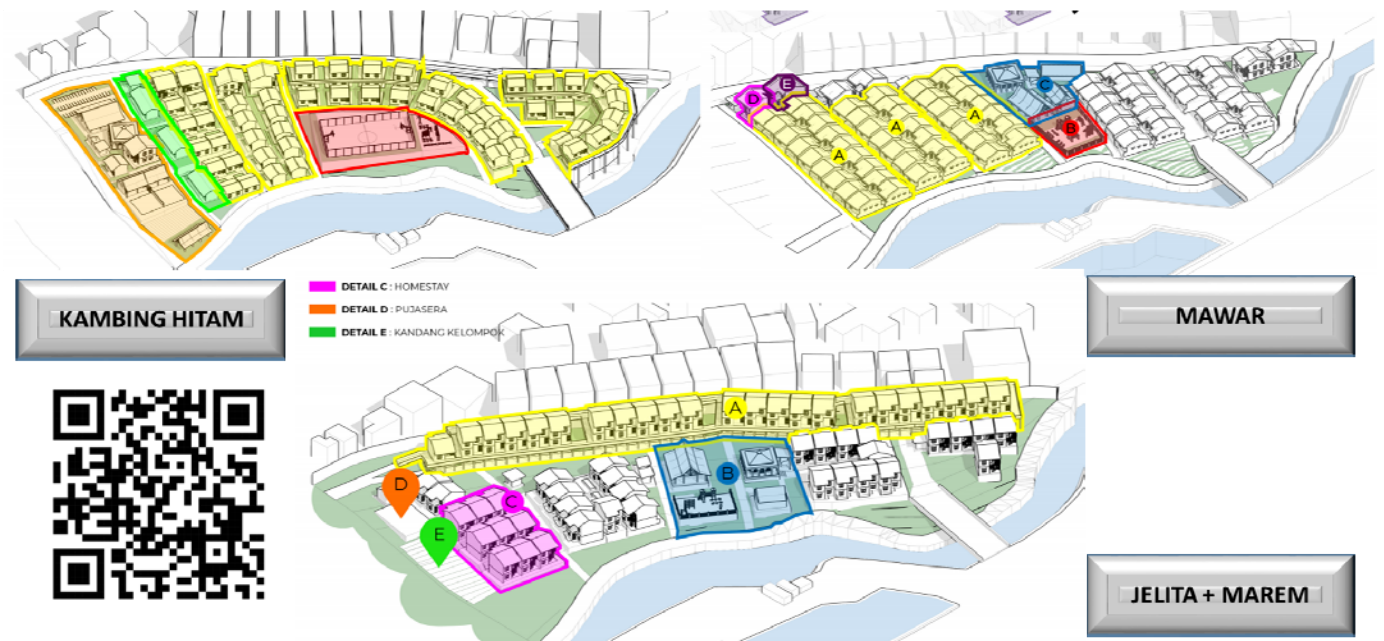 E
D
C
B
A
A
A
KAMBING HITAM
DETAIL C : HOMESTAY
DETAIL D : PUJASERA
DETAIL E : KANDANG KELOMPOK
MAWAR
A
B
C
D
E
JELITA + MAREM